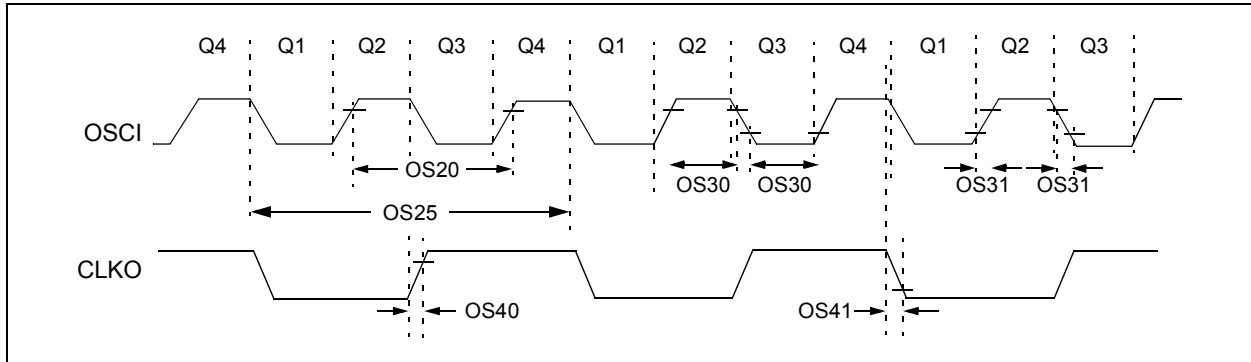 Q4 Q1 Q2 Q3 Q4 Q1 Q2 Q3 Q4 Q1 Q2 Q3
OSCI
OS20 OS30 OS30 OS31 OS31
OS25
CLKO
OS40 OS41